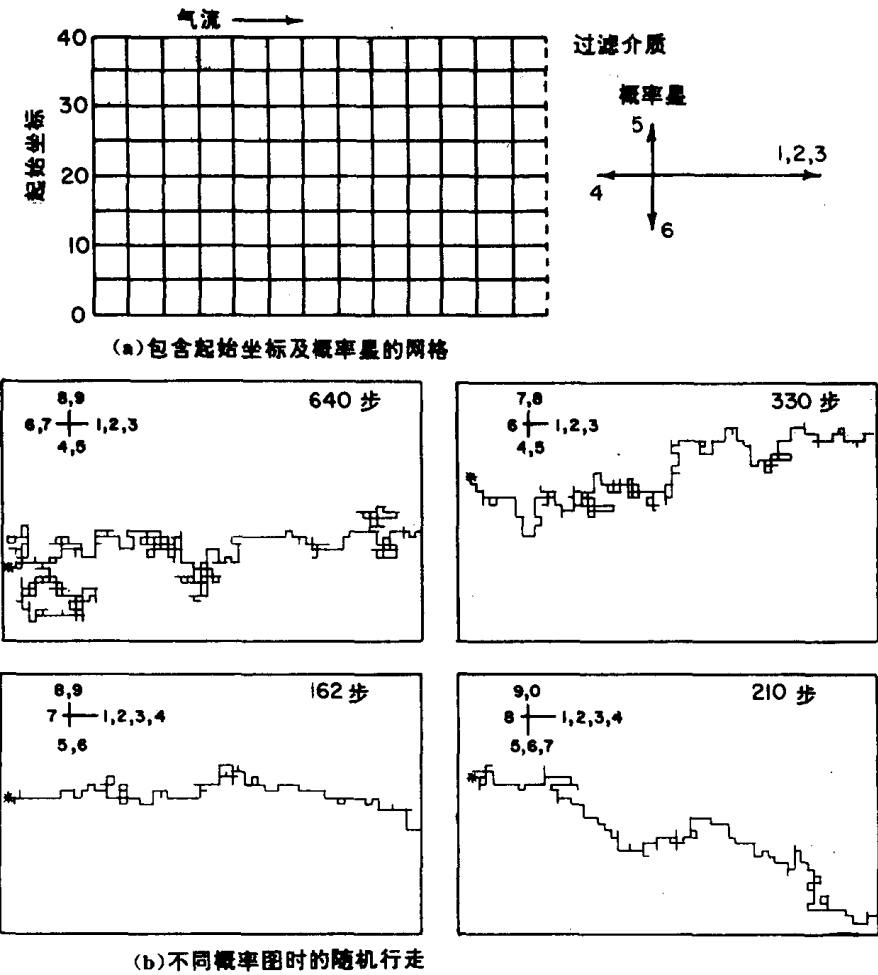 气流
40
30
20
10
0
起始坐标
过滤介质
概率星
5
1,2,3
4
6
(a)包含起始坐标及概率星的网格
8,9
6,7
1,2,3
4,5
640 步
7,8
6
1,2,3
4,5
330 步
8,9
7
1,2,3,4
5,6
162 步
9,0
8
1,2,3,4
5,6,7
210 步
(b)不同概率图时的随机行走